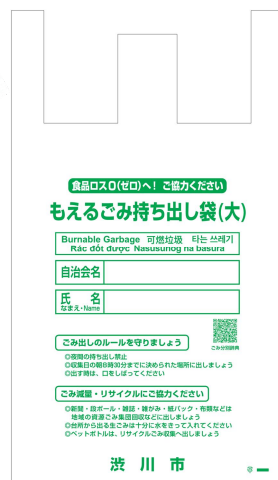 食品ロス0(ゼロ)へ! ご協力ください
もえるごみ持ち出し袋(大)
Burnable Garbage 可燃垃圾 타는 쓰레기
Rác đốt được Nasusunog na basura
自治会名
氏 名
なまえ・Name
ごみ分別辞典
ごみ出しのルールを守りましょう
◎夜間の持ち出し禁止
◎収集日の朝8時30分までに決められた場所に出しましょう
◎出す時は、口をしばってください
ごみ減量・リサイクルにご協力ください
◎新聞・段ボール・雑誌・雑がみ・紙パック・布類などは
地域の資源ごみ集団回収などに出しましょう
◎台所から出る生ごみは十分に水をきって入れてください
◎ペットボトルは、リサイクルごみ収集へ出しましょう
渋川市